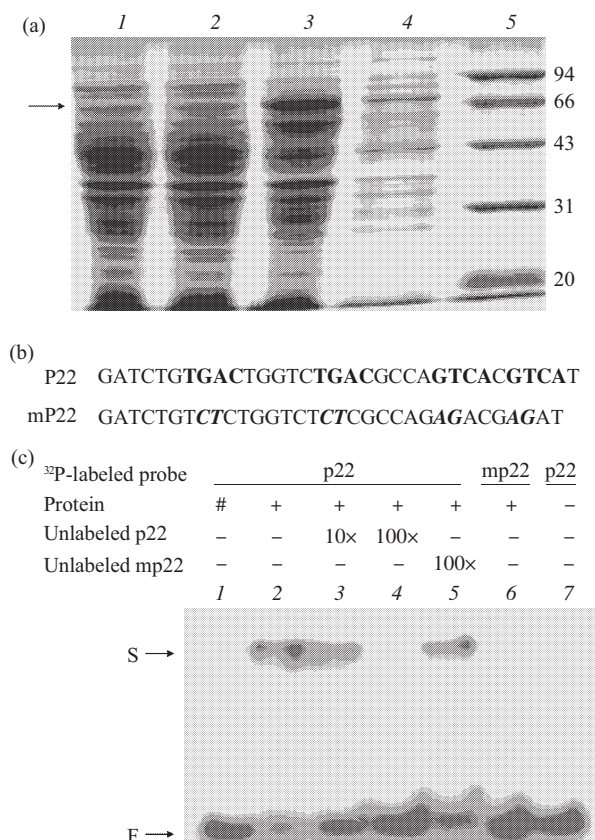 (a) 1 2 3 4 5
94
66
43
31
20
(b)
P22 GATCTGTGACTGGTCTGACGCCAGTCACGTCAT
mP22 GATCTGTCTCTGGTCTCTCGCCAGAGACGAGAT
(c)
32P-labeled probe p22 mp22 p22
Protein # + + + + + –
Unlabeled p22 – – 10× 100× – – –
Unlabeled mp22 – – – – 100× – –
1 2 3 4 5 6 7
S
F